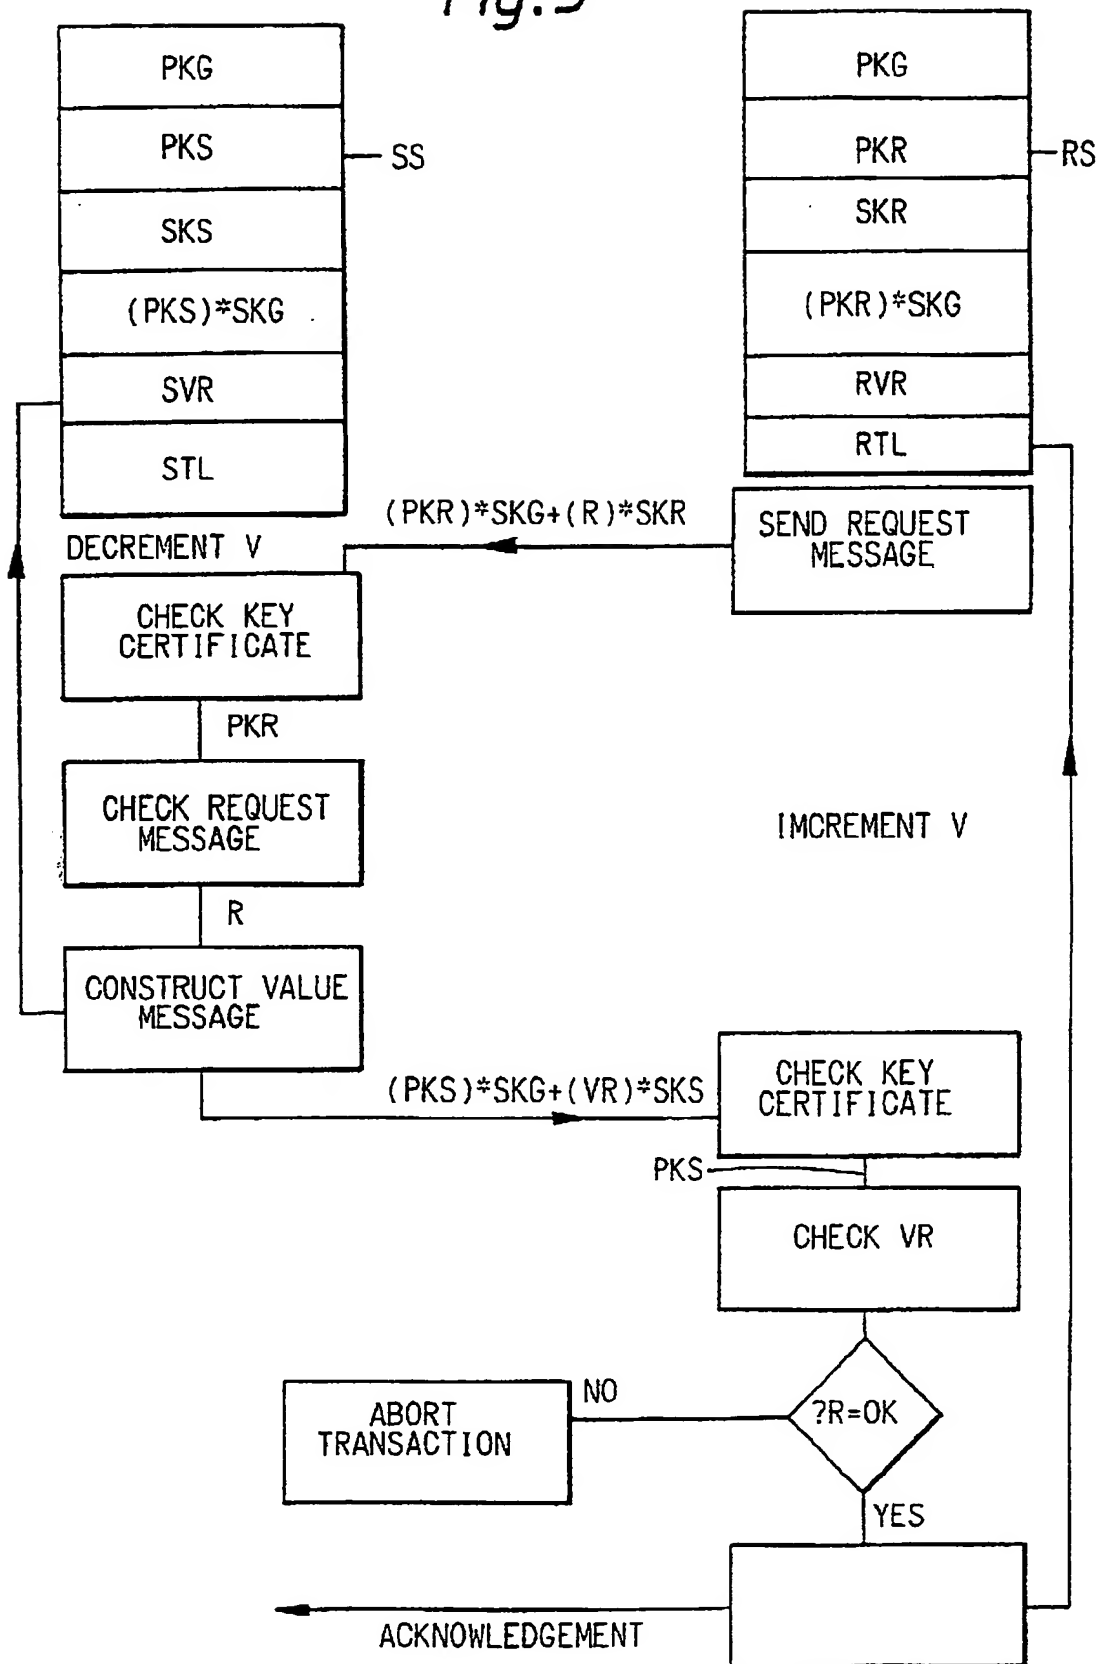 Fig.5
PKG
PKS
SS
SKS
(PKS)*SKG
SVR
STL
PKG
PKR
RS
SKR
(PKR)*SKG
RVR
RTL
(PKR)*SKG+(R)*SKR
SEND REQUEST
MESSAGE
DECREMENT V
CHECK KEY
CERTIFICATE
PKR
CHECK REQUEST
MESSAGE
IMCREMENT V
R
CONSTRUCT VALUE
MESSAGE
(PKS)*SKG+(VR)*SKS
CHECK KEY
CERTIFICATE
PKS
CHECK VR
?R=OK
NO
ABORT
TRANSACTION
YES
ACKNOWLEDGEMENT